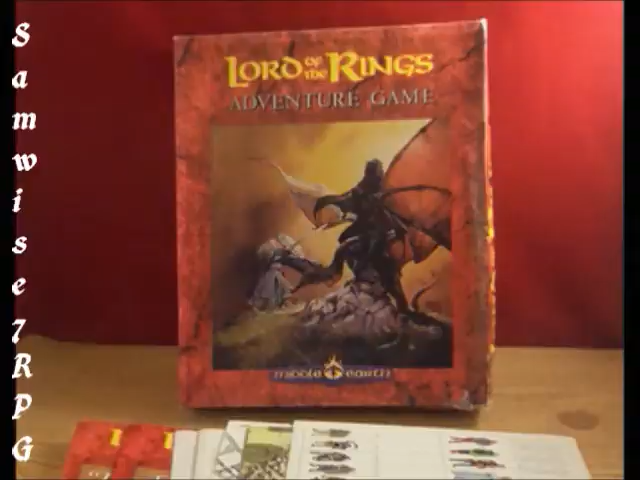 Samwise7RPG
LORD OF THE RINGS
ADVENTURE GAME
MIDDLE EARTH